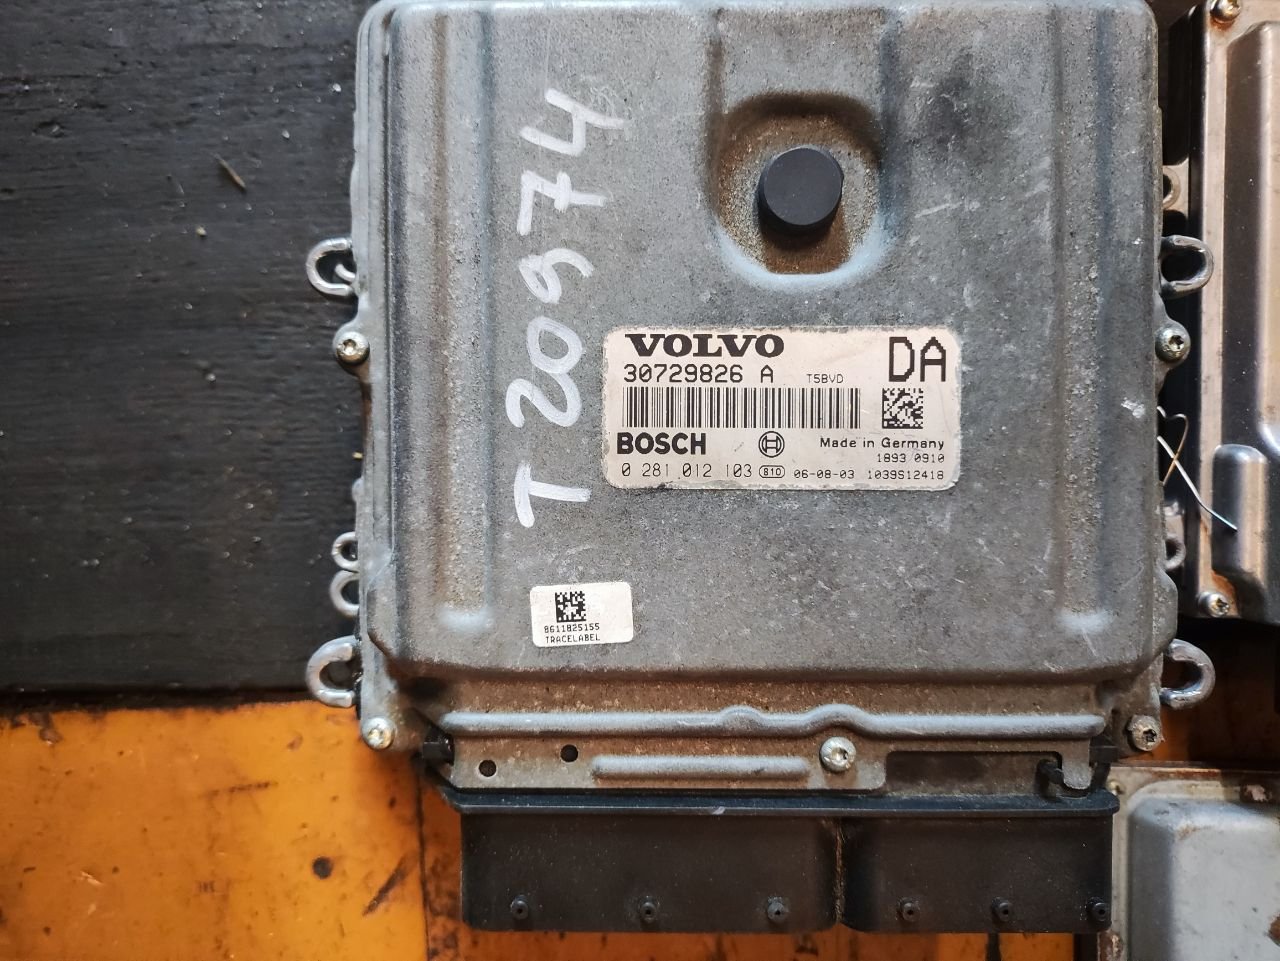 T 20974
VOLVO
DA
30729826 A T5BVD
BOSCH
Made in Germany
1893 0910
0 281 012 103 810 06-08-03 1039S12418
8611825155
TRACELABEL